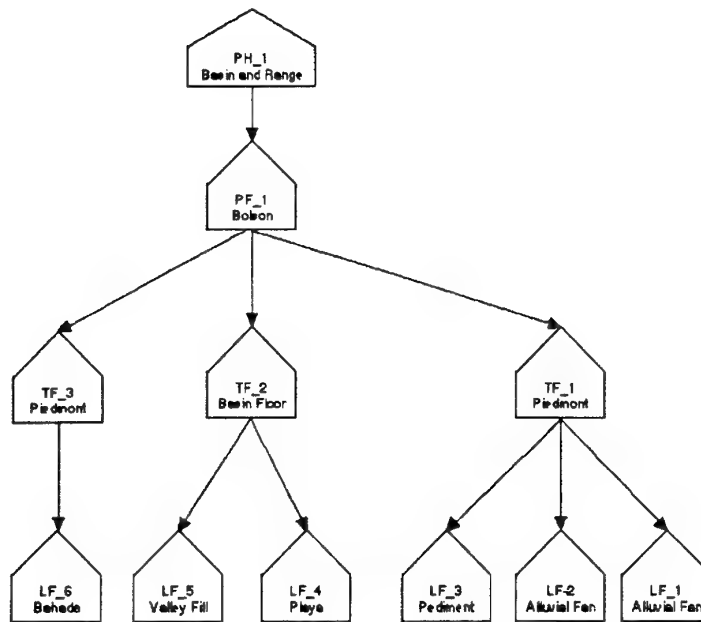 PH_1
Basin and Range
PF_1
Bolson
TF_3
Piedmont
TF_2
Basin Floor
TF_1
Piedmont
LF_6
Bahada
LF_5
Valley Fill
LF_4
Playa
LF_3
Pediment
LF-2
Alluvial Fan
LF_1
Alluvial Fan